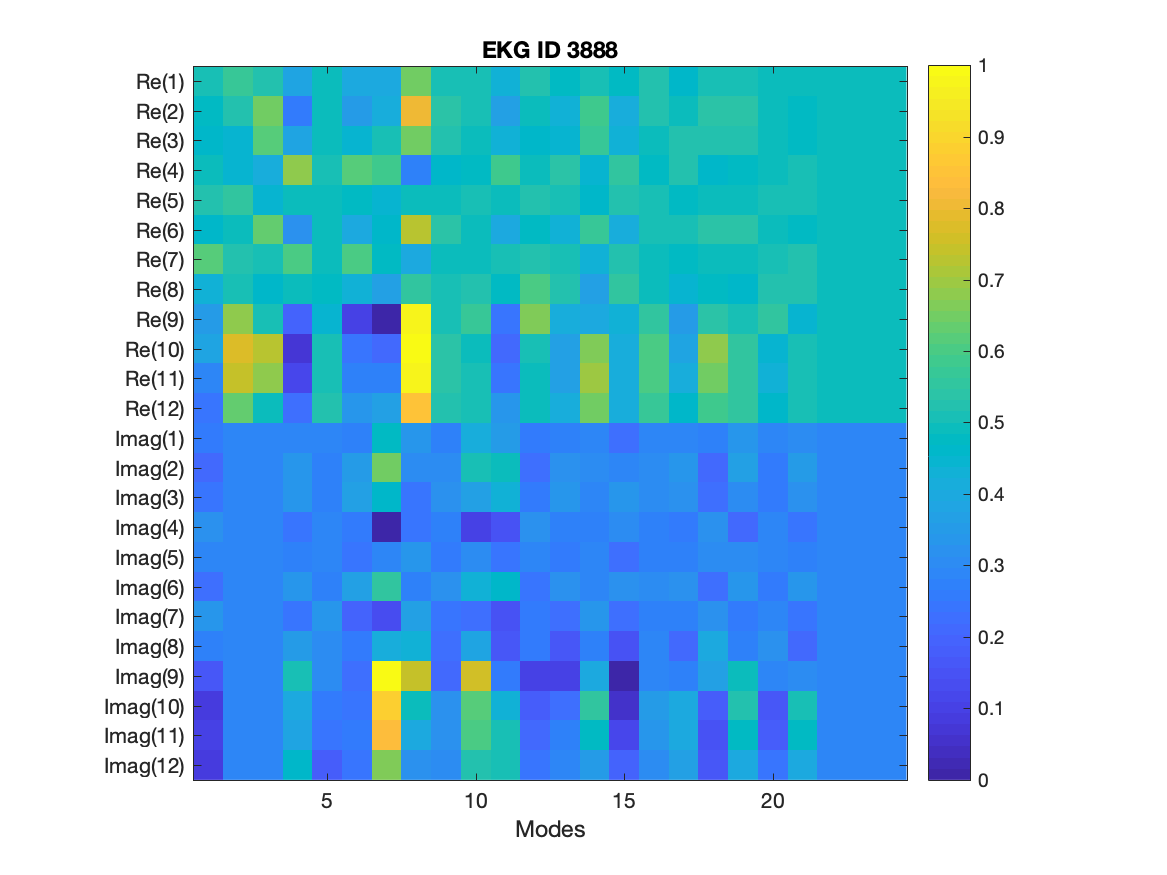 EKG ID 3888
Re(1)
Re(2)
Re(3)
Re(4)
Re(5)
Re(6)
Re(7)
Re(8)
Re(9)
Re(10)
Re(11)
Re(12)
Imag(1)
Imag(2)
Imag(3)
Imag(4)
Imag(5)
Imag(6)
Imag(7)
Imag(8)
Imag(9)
Imag(10)
Imag(11)
Imag(12)
5 10 15 20
Modes
1
0.9
0.8
0.7
0.6
0.5
0.4
0.3
0.2
0.1
0